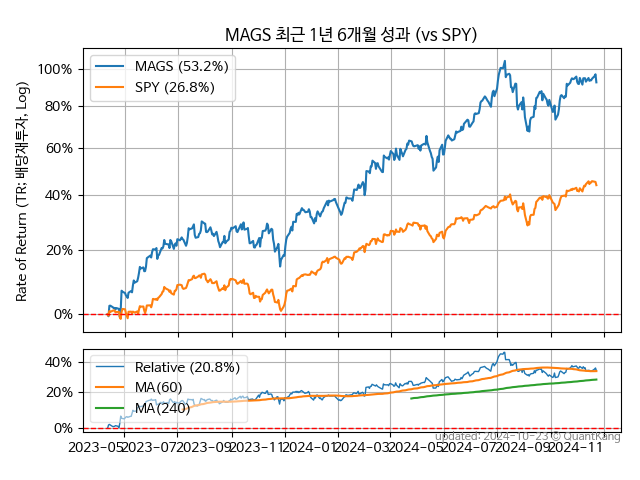 MAGS 최근 1년 6개월 성과 (vs SPY)
Rate of Return (TR: 배당재투자, Log)
100%
80%
60%
40%
20%
0%
MAGS (53.2%)
SPY (26.8%)
40%
20%
0%
Relative (20.8%)
MA(60)
MA(240)
updated: 2024-10-23 © QuantKang
2023-05 2023-07 2023-09 2023-11 2024-01 2024-03 2024-05 2024-07 2024-09 2024-11